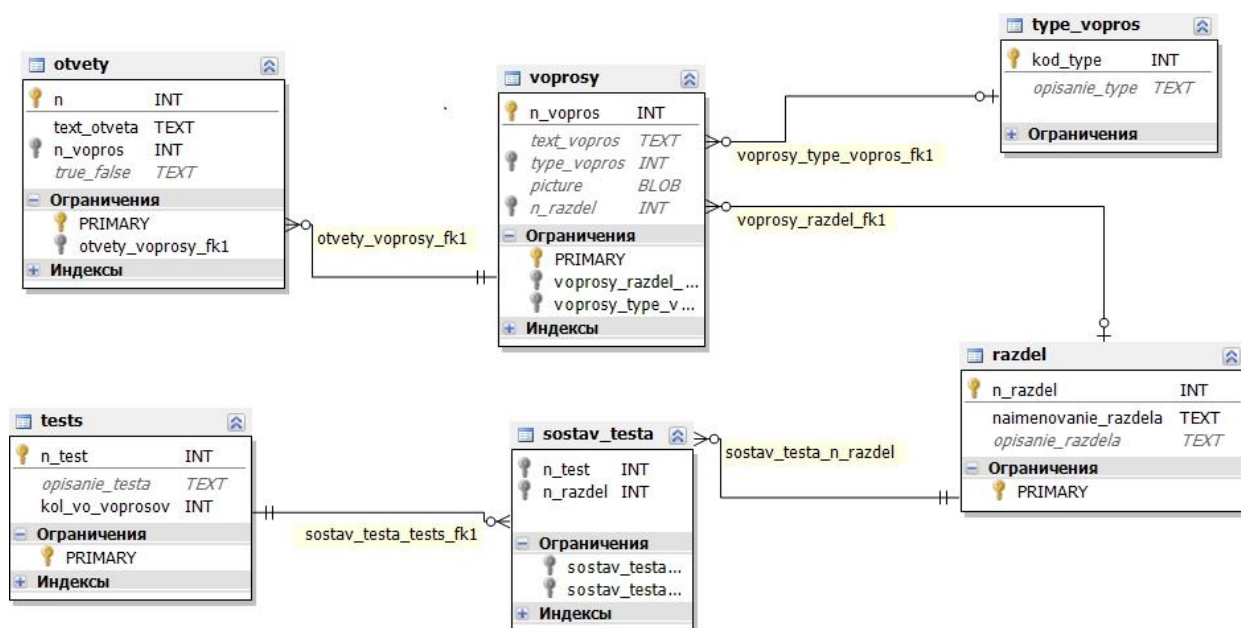 otvety
n INT
text_otveta TEXT
n_vopros INT
true_false TEXT
Ограничения
PRIMARY
otvety_voprosy_fk1
Индексы
otvety_voprosy_fk1
voprosy
n_vopros INT
text_vopros TEXT
type_vopros INT
picture BLOB
n_razdel INT
Ограничения
PRIMARY
voprosy_razdel_...
voprosy_type_v...
Индексы
type_vopros
kod_type INT
opisanie_type TEXT
Ограничения
voprosy_type_vopros_fk1
voprosy_razdel_fk1
razdel
n_razdel INT
naimenovanie_razdela TEXT
opisanie_razdela TEXT
Ограничения
PRIMARY
tests
n_test INT
opisanie_testa TEXT
kol_vo_voprosov INT
Ограничения
PRIMARY
Индексы
sostav_testa_tests_fk1
sostav_testa
n_test INT
n_razdel INT
Ограничения
sostav_testa...
sostav_testa...
Индексы
sostav_testa_n_razdel